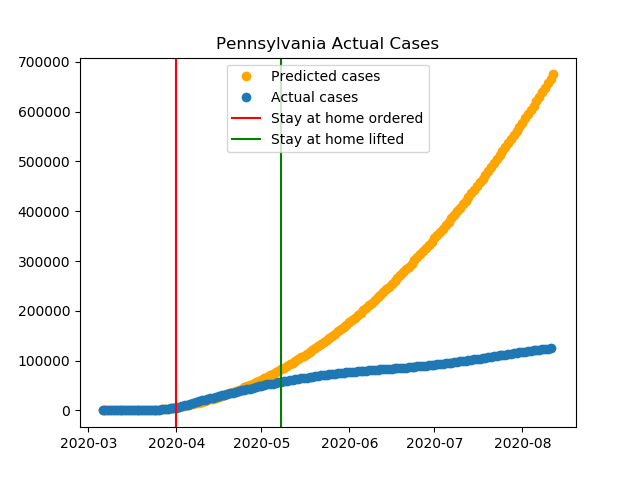 Pennsylvania Actual Cases
700000
600000
500000
400000
300000
200000
100000
0
Predicted cases
Actual cases
Stay at home ordered
Stay at home lifted
2020-03 2020-04 2020-05 2020-06 2020-07 2020-08